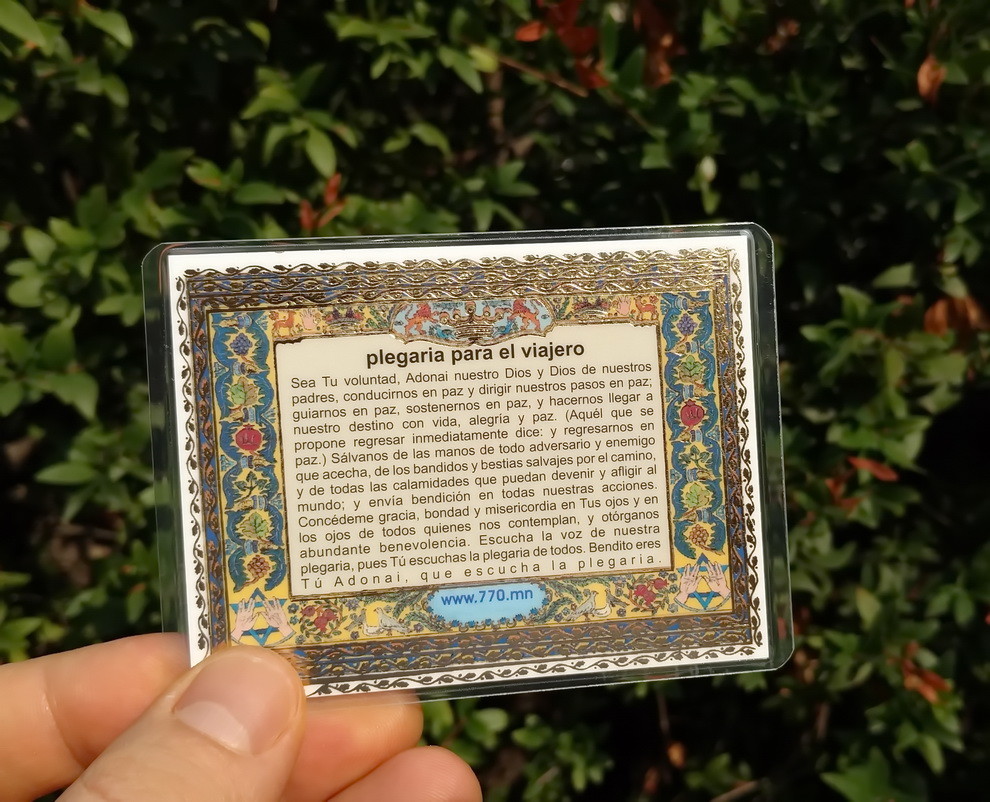 plegaria para el viajero
Sea Tu voluntad, Adonai nuestro Dios y Dios de nuestros
padres, conducirnos en paz y dirigir nuestros pasos en paz;
guiarnos en paz, sostenernos en paz, y hacernos llegar a
nuestro destino con vida, alegría y paz. (Aquél que se
propone regresar inmediatamente dice: y regresarnos en
paz.) Sálvanos de las manos de todo adversario y enemigo
que acecha, de los bandidos y bestias salvajes por el camino,
y de todas las calamidades que puedan devenir y afligir al
mundo; y envía bendición en todas nuestras acciones.
Concédeme gracia, bondad y misericordia en Tus ojos y en
los ojos de todos quienes nos contemplan, y otórganos
abundante benevolencia. Escucha la voz de nuestra
plegaria, pues Tú escuchas la plegaria de todos. Bendito eres
Tú Adonai, que escucha la plegaria.
www.770.mn